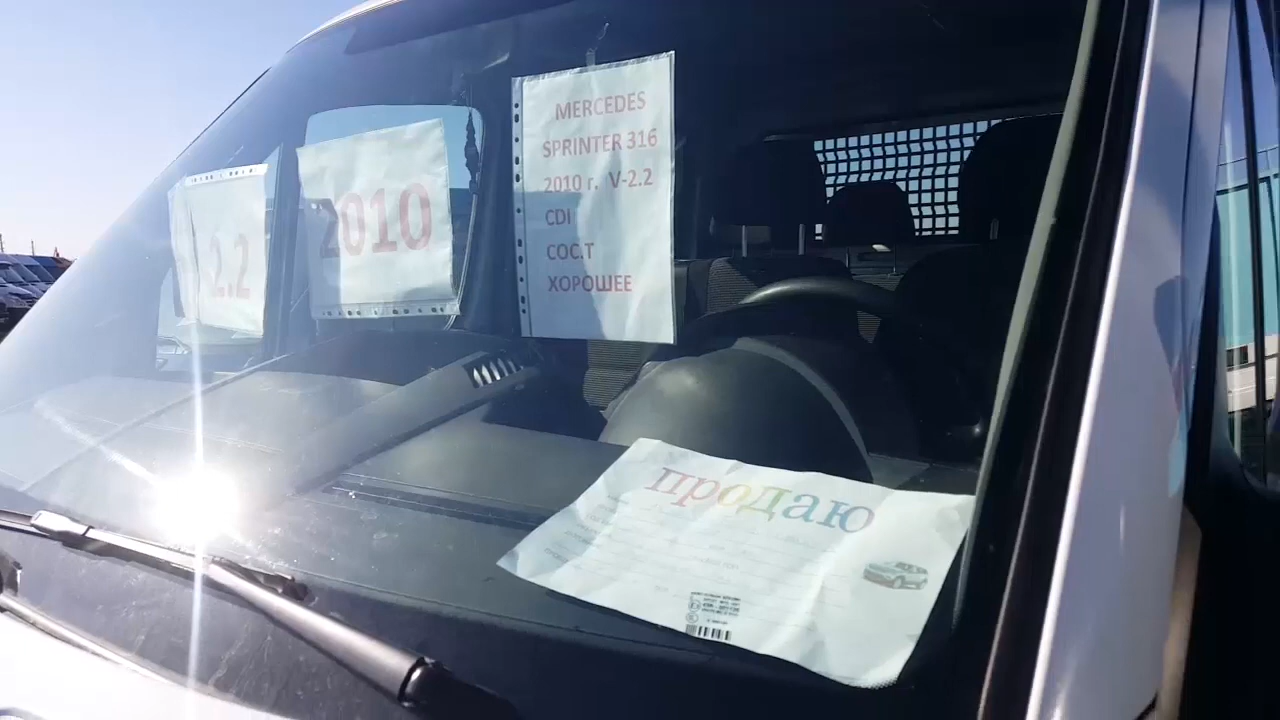 2.2
2010
MERCEDES
SPRINTER 316
2010 г. V-2.2
CDI
СОС.Т
ХОРОШЕЕ
продаю